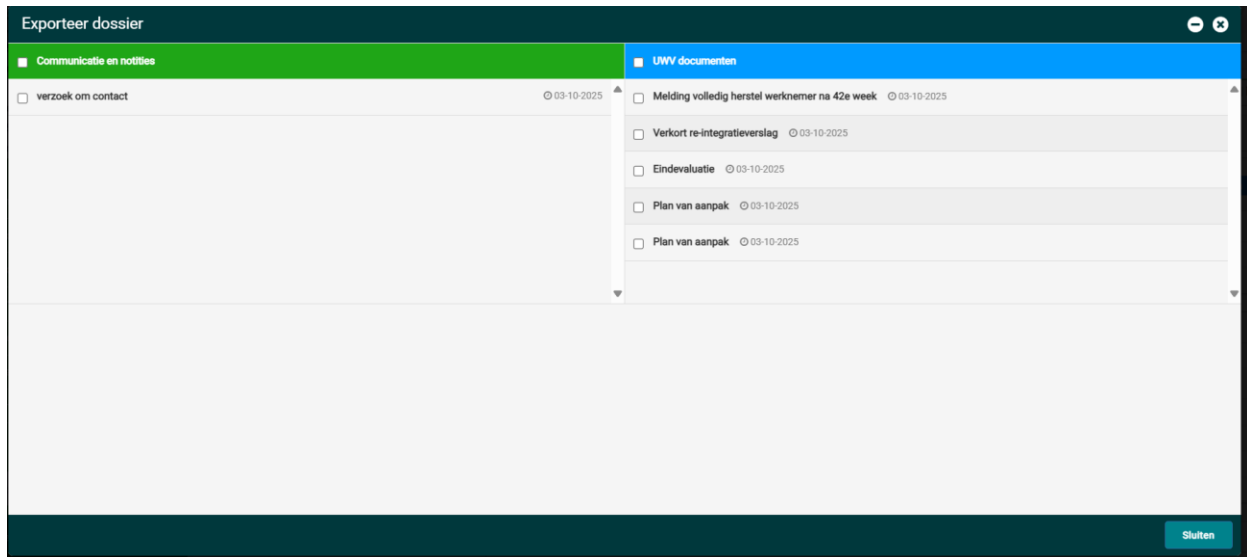 Exporteer dossier
Communicatie en notities
verzoek om contact 03-10-2025
UWV documenten
Melding volledig herstel werknemer na 42e week 03-10-2025
Verkort re-integratieverslag 03-10-2025
Eindevaluatie 03-10-2025
Plan van aanpak 03-10-2025
Plan van aanpak 03-10-2025
Sluiten